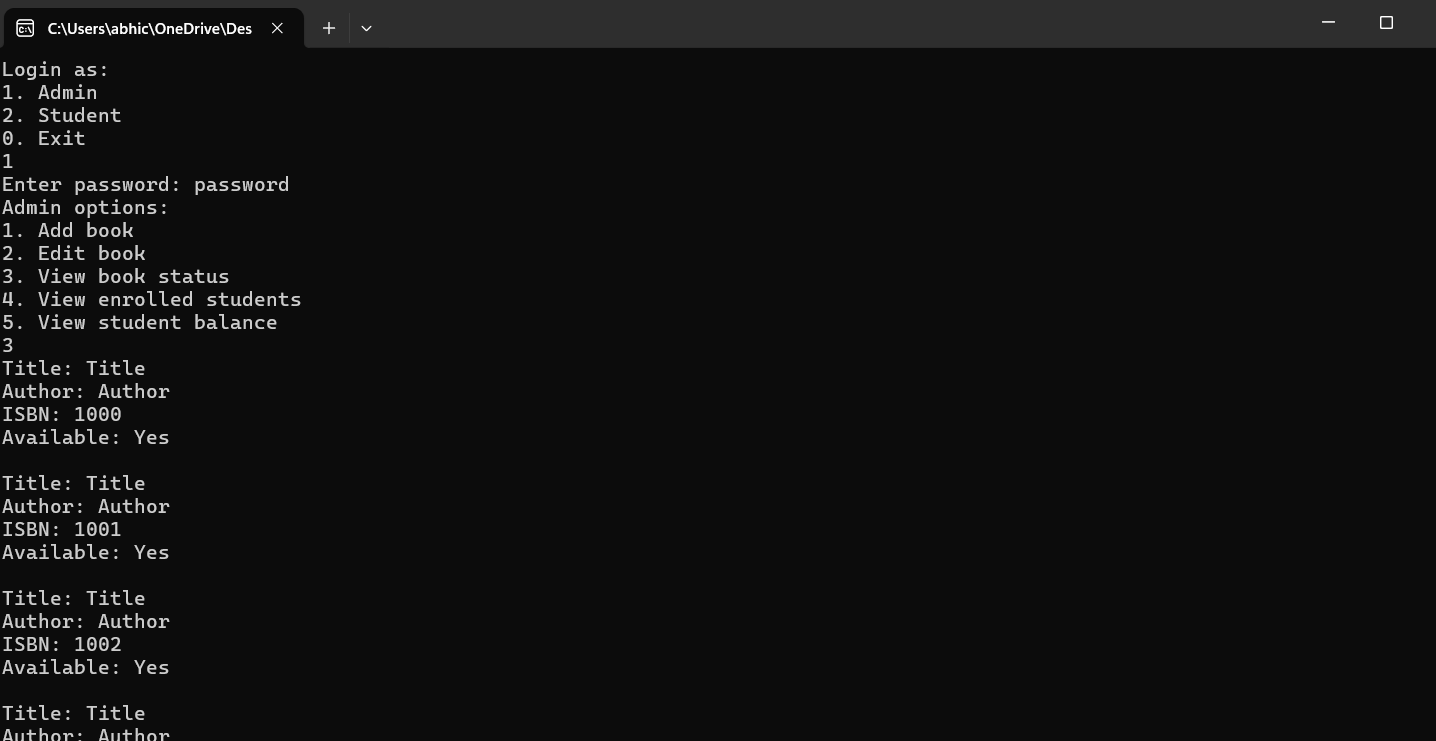 C:\Users\abhic\OneDrive\Des
Login as:
1. Admin
2. Student
0. Exit
1
Enter password: password
Admin options:
1. Add book
2. Edit book
3. View book status
4. View enrolled students
5. View student balance
3
Title: Title
Author: Author
ISBN: 1000
Available: Yes
Title: Title
Author: Author
ISBN: 1001
Available: Yes
Title: Title
Author: Author
ISBN: 1002
Available: Yes
Title: Title
Author: Author